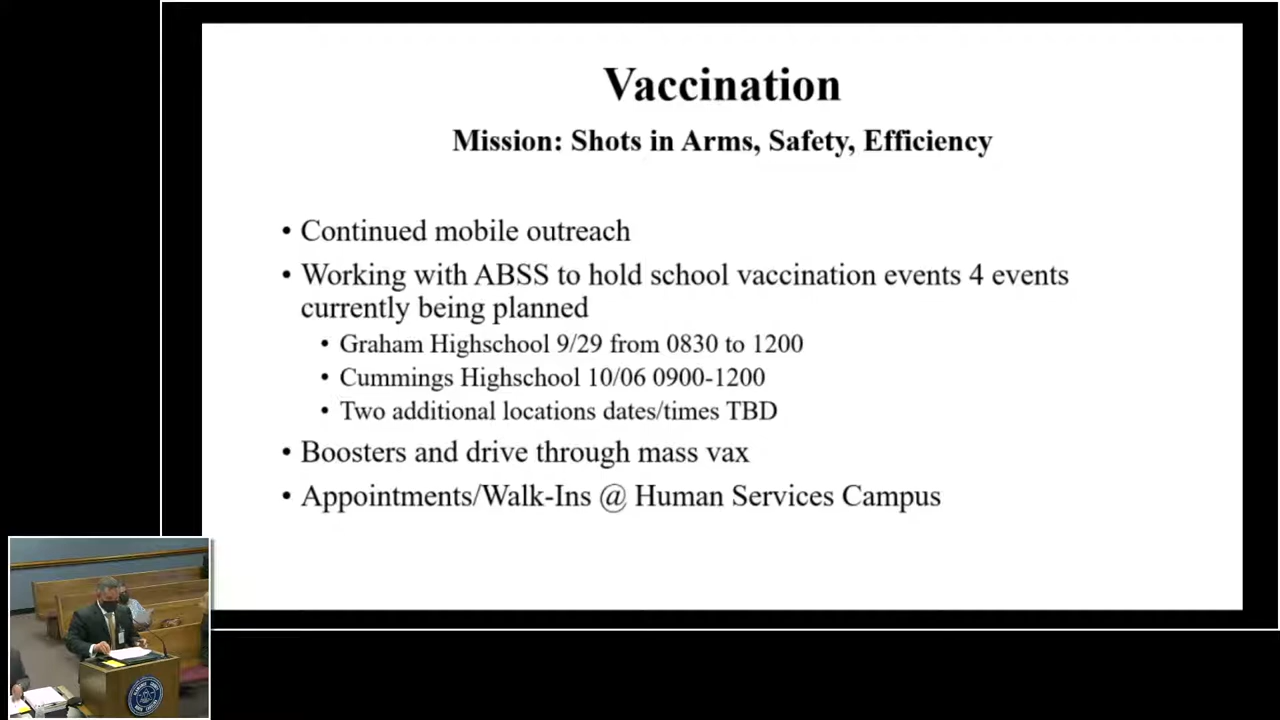 Vaccination
Mission: Shots in Arms, Safety, Efficiency
• Continued mobile outreach
• Working with ABSS to hold school vaccination events 4 events
currently being planned
• Graham Highschool 9/29 from 0830 to 1200
• Cummings Highschool 10/06 0900-1200
• Two additional locations dates/times TBD
• Boosters and drive through mass vax
• Appointments/Walk-Ins @ Human Services Campus